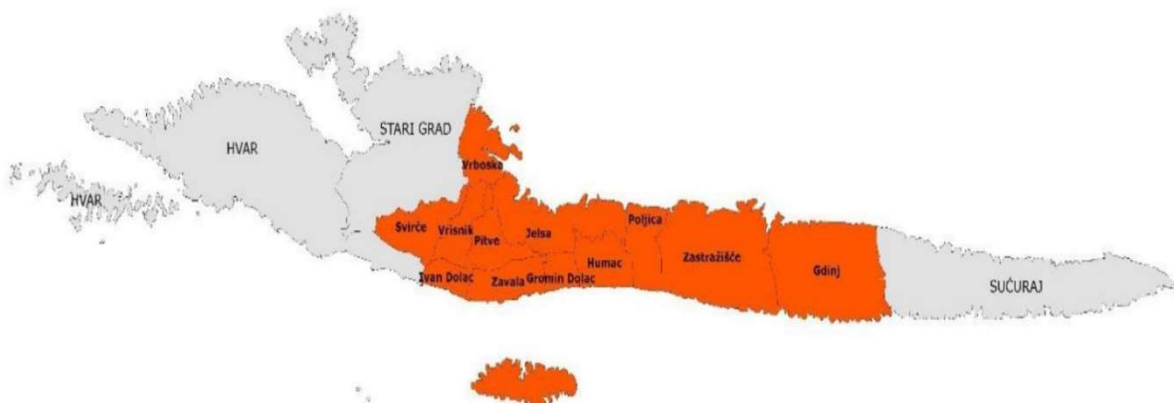 STARI GRAD
HVAR
Vrboska
HVAR
Svirče
Vrisnik
Pitve
Jelsa
Poljica
Humac
Zastražišće
Gdinj
Ivan Dolac
Zavala
Gromin Dolac
SUĆURAJ